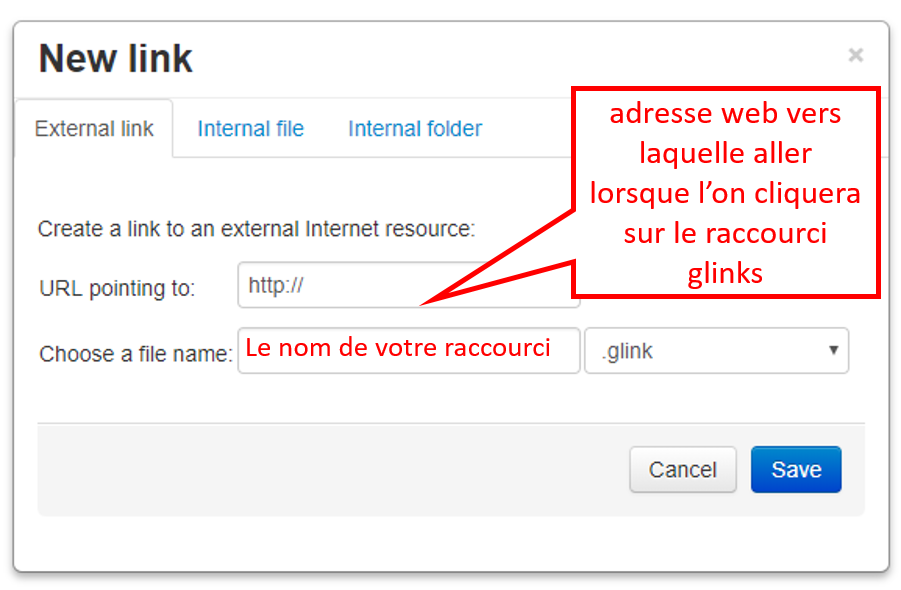 New link
×
External link Internal file Internal folder
adresse web vers
laquelle aller
lorsque l’on cliquera
sur le raccourci
glinks
Create a link to an external Internet resource:
URL pointing to: http://
Choose a file name: Le nom de votre raccourci .glink
Cancel Save